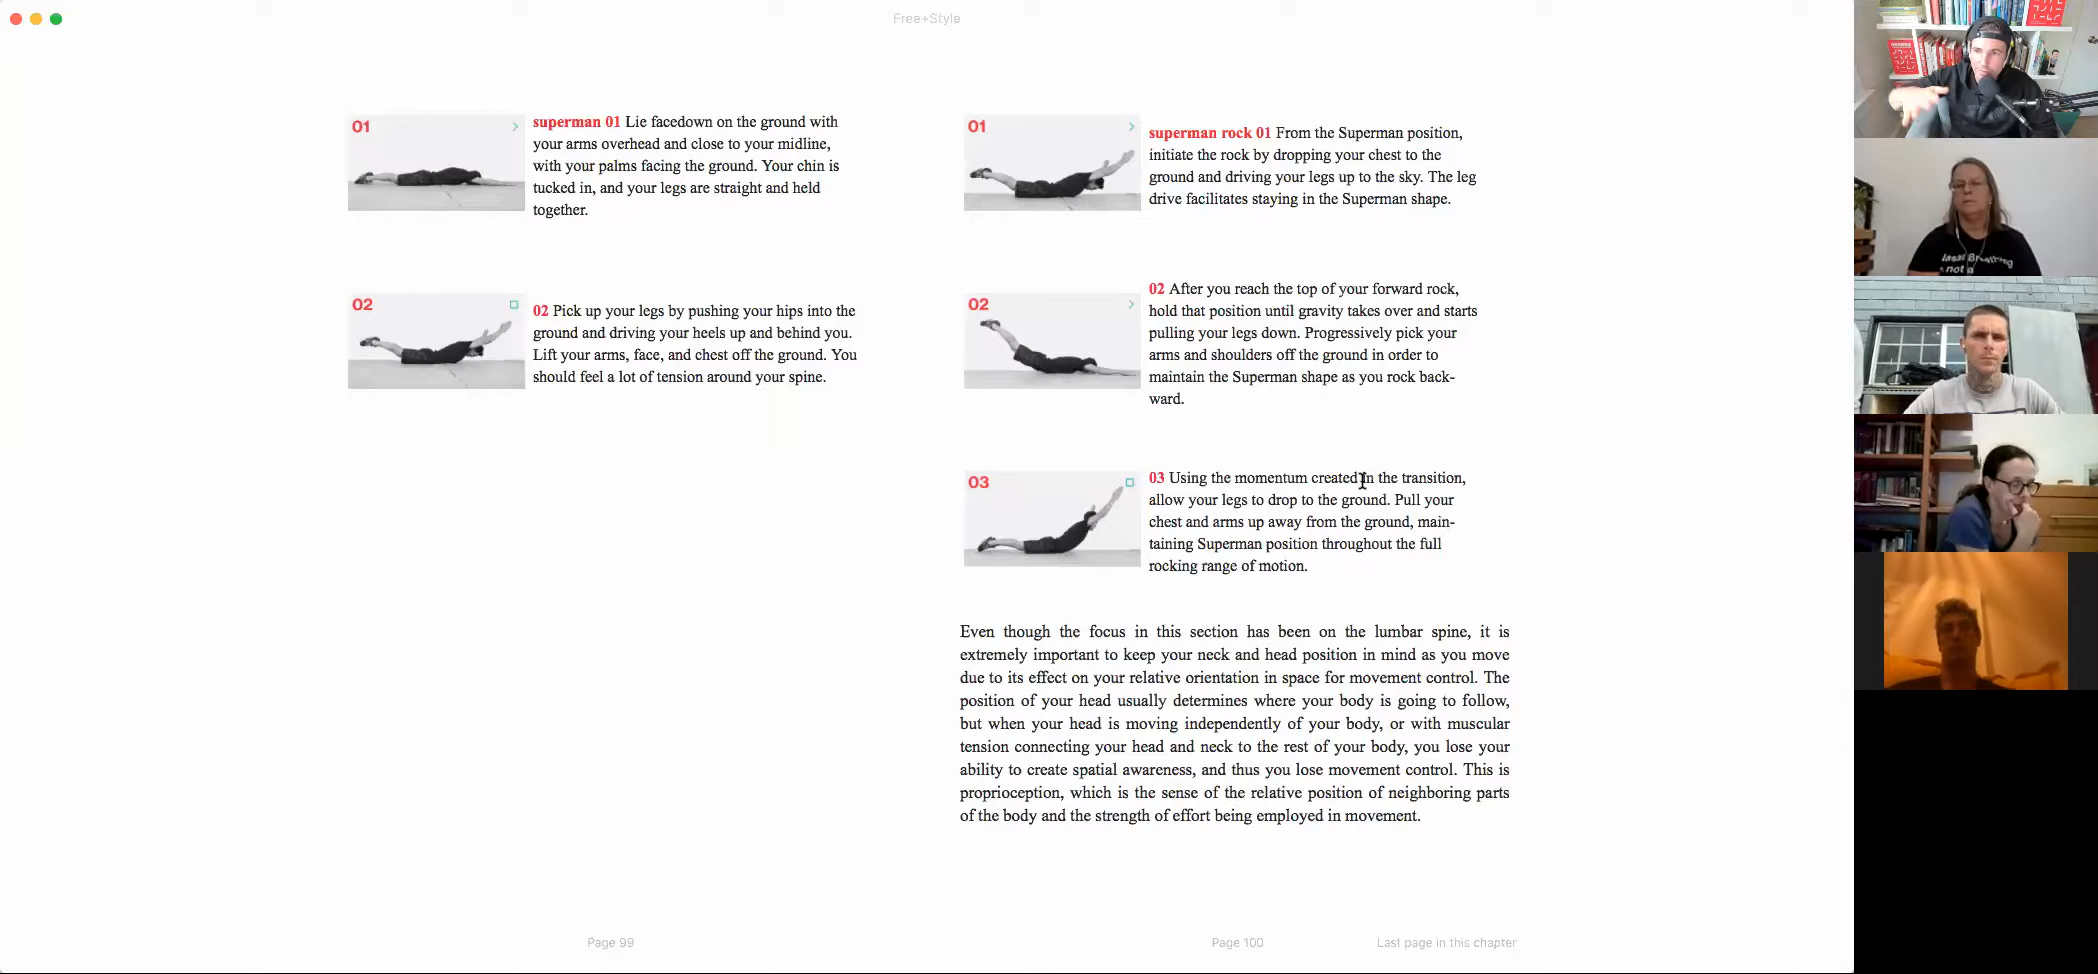 Free+Style
01
superman 01 Lie facedown on the ground with
your arms overhead and close to your midline,
with your palms facing the ground. Your chin is
tucked in, and your legs are straight and held
together.
02
02 Pick up your legs by pushing your hips into the
ground and driving your heels up and behind you.
Lift your arms, face, and chest off the ground. You
should feel a lot of tension around your spine.
01
superman rock 01 From the Superman position,
initiate the rock by dropping your chest to the
ground and driving your legs up to the sky. The leg
drive facilitates staying in the Superman shape.
02
02 After you reach the top of your forward rock,
hold that position until gravity takes over and starts
pulling your legs down. Progressively pick your
arms and shoulders off the ground in order to
maintain the Superman shape as you rock back-
ward.
03
03 Using the momentum created in the transition,
allow your legs to drop to the ground. Pull your
chest and arms up away from the ground, main-
taining Superman position throughout the full
rocking range of motion.
Even though the focus in this section has been on the lumbar spine, it is
extremely important to keep your neck and head position in mind as you move
due to its effect on your relative orientation in space for movement control. The
position of your head usually determines where your body is going to follow,
but when your head is moving independently of your body, or with muscular
tension connecting your head and neck to the rest of your body, you lose your
ability to create spatial awareness, and thus you lose movement control. This is
proprioception, which is the sense of the relative position of neighboring parts
of the body and the strength of effort being employed in movement.
Page 99
Page 100
Last page in this chapter
not a